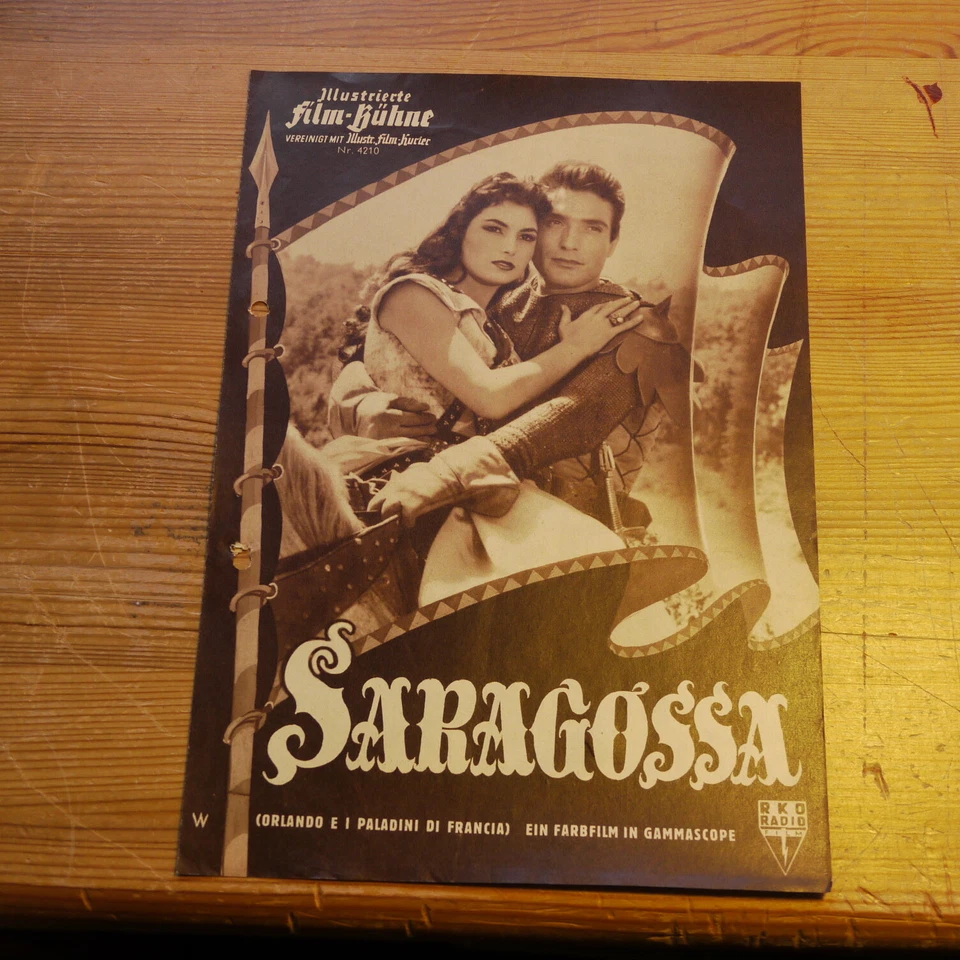 Illustrierte
Film-Bühne
VEREINIGT MIT Illustr. Film-Kurier
Nr. 4210
SARAGOSSA
W
(ORLANDO E I PALADINI DI FRANCIA) EIN FARBFILM IN GAMMASCOPE
RKO
RADIO
FILM